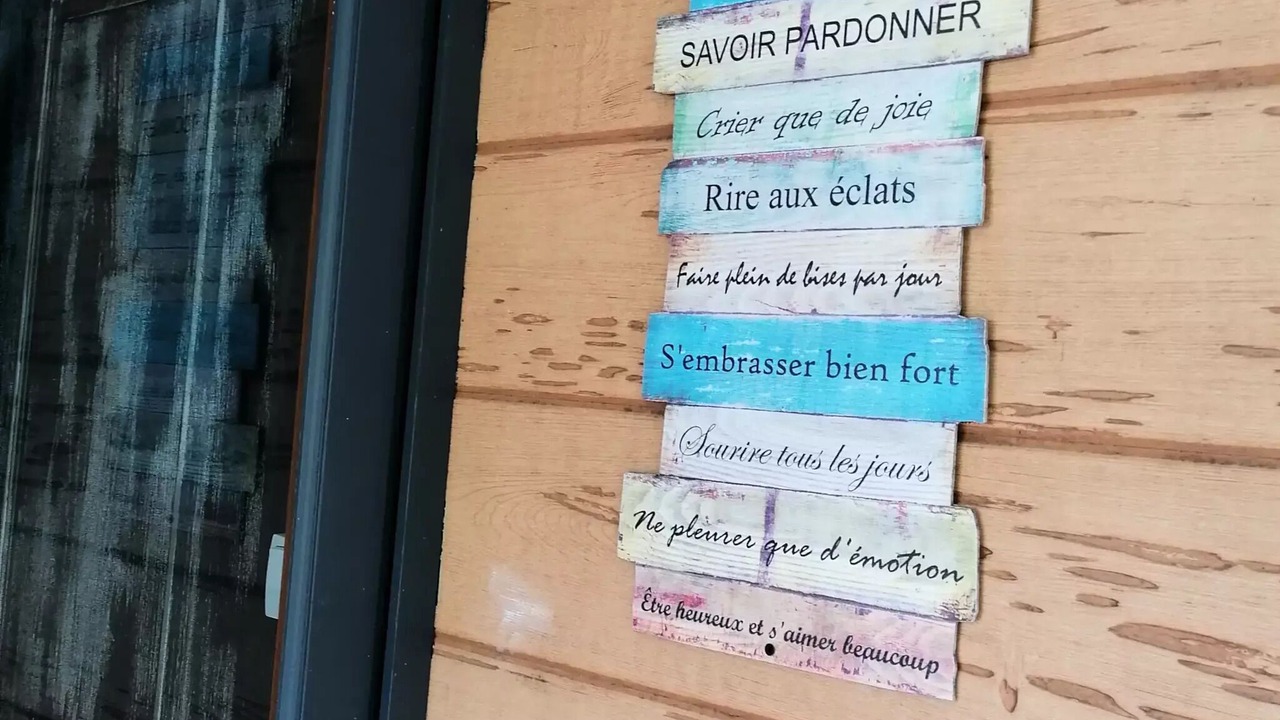 SAVOIR PARDONNER
Crier que de joie
Rire aux éclats
Faire plein de bises par jour
S'embrasser bien fort
Sourire tous les jours
Ne pleurer que d'émotion
Être heureux et s'aimer beaucoup